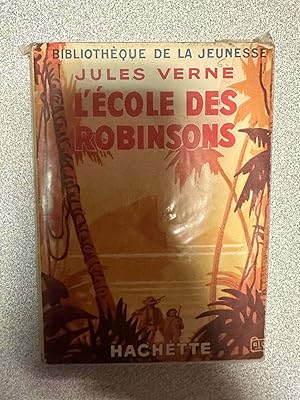 BIBLIOTHÈQUE DE LA JEUNESSE
JULES VERNE
L'ÉCOLE DES
ROBINSONS
HACHETTE